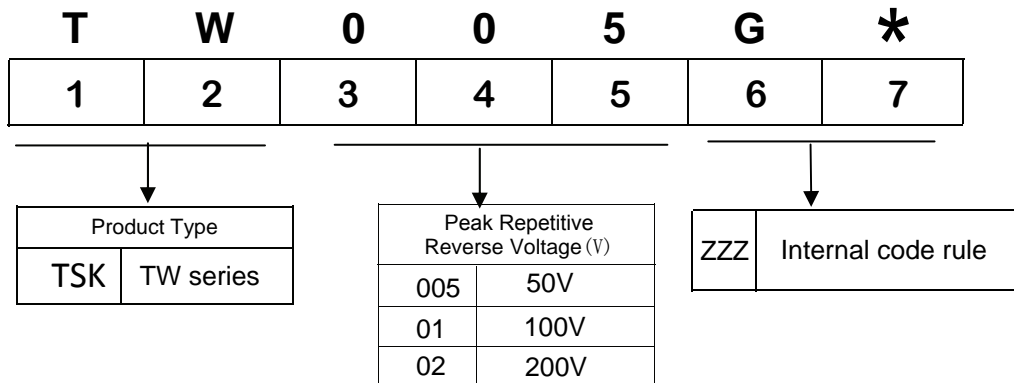 T W 0 0 5 G *
1 2 3 4 5 6 7
Product Type
TSK TW series
Peak Repetitive
Reverse Voltage(V)
005 50V
01 100V
02 200V
ZZZ Internal code rule